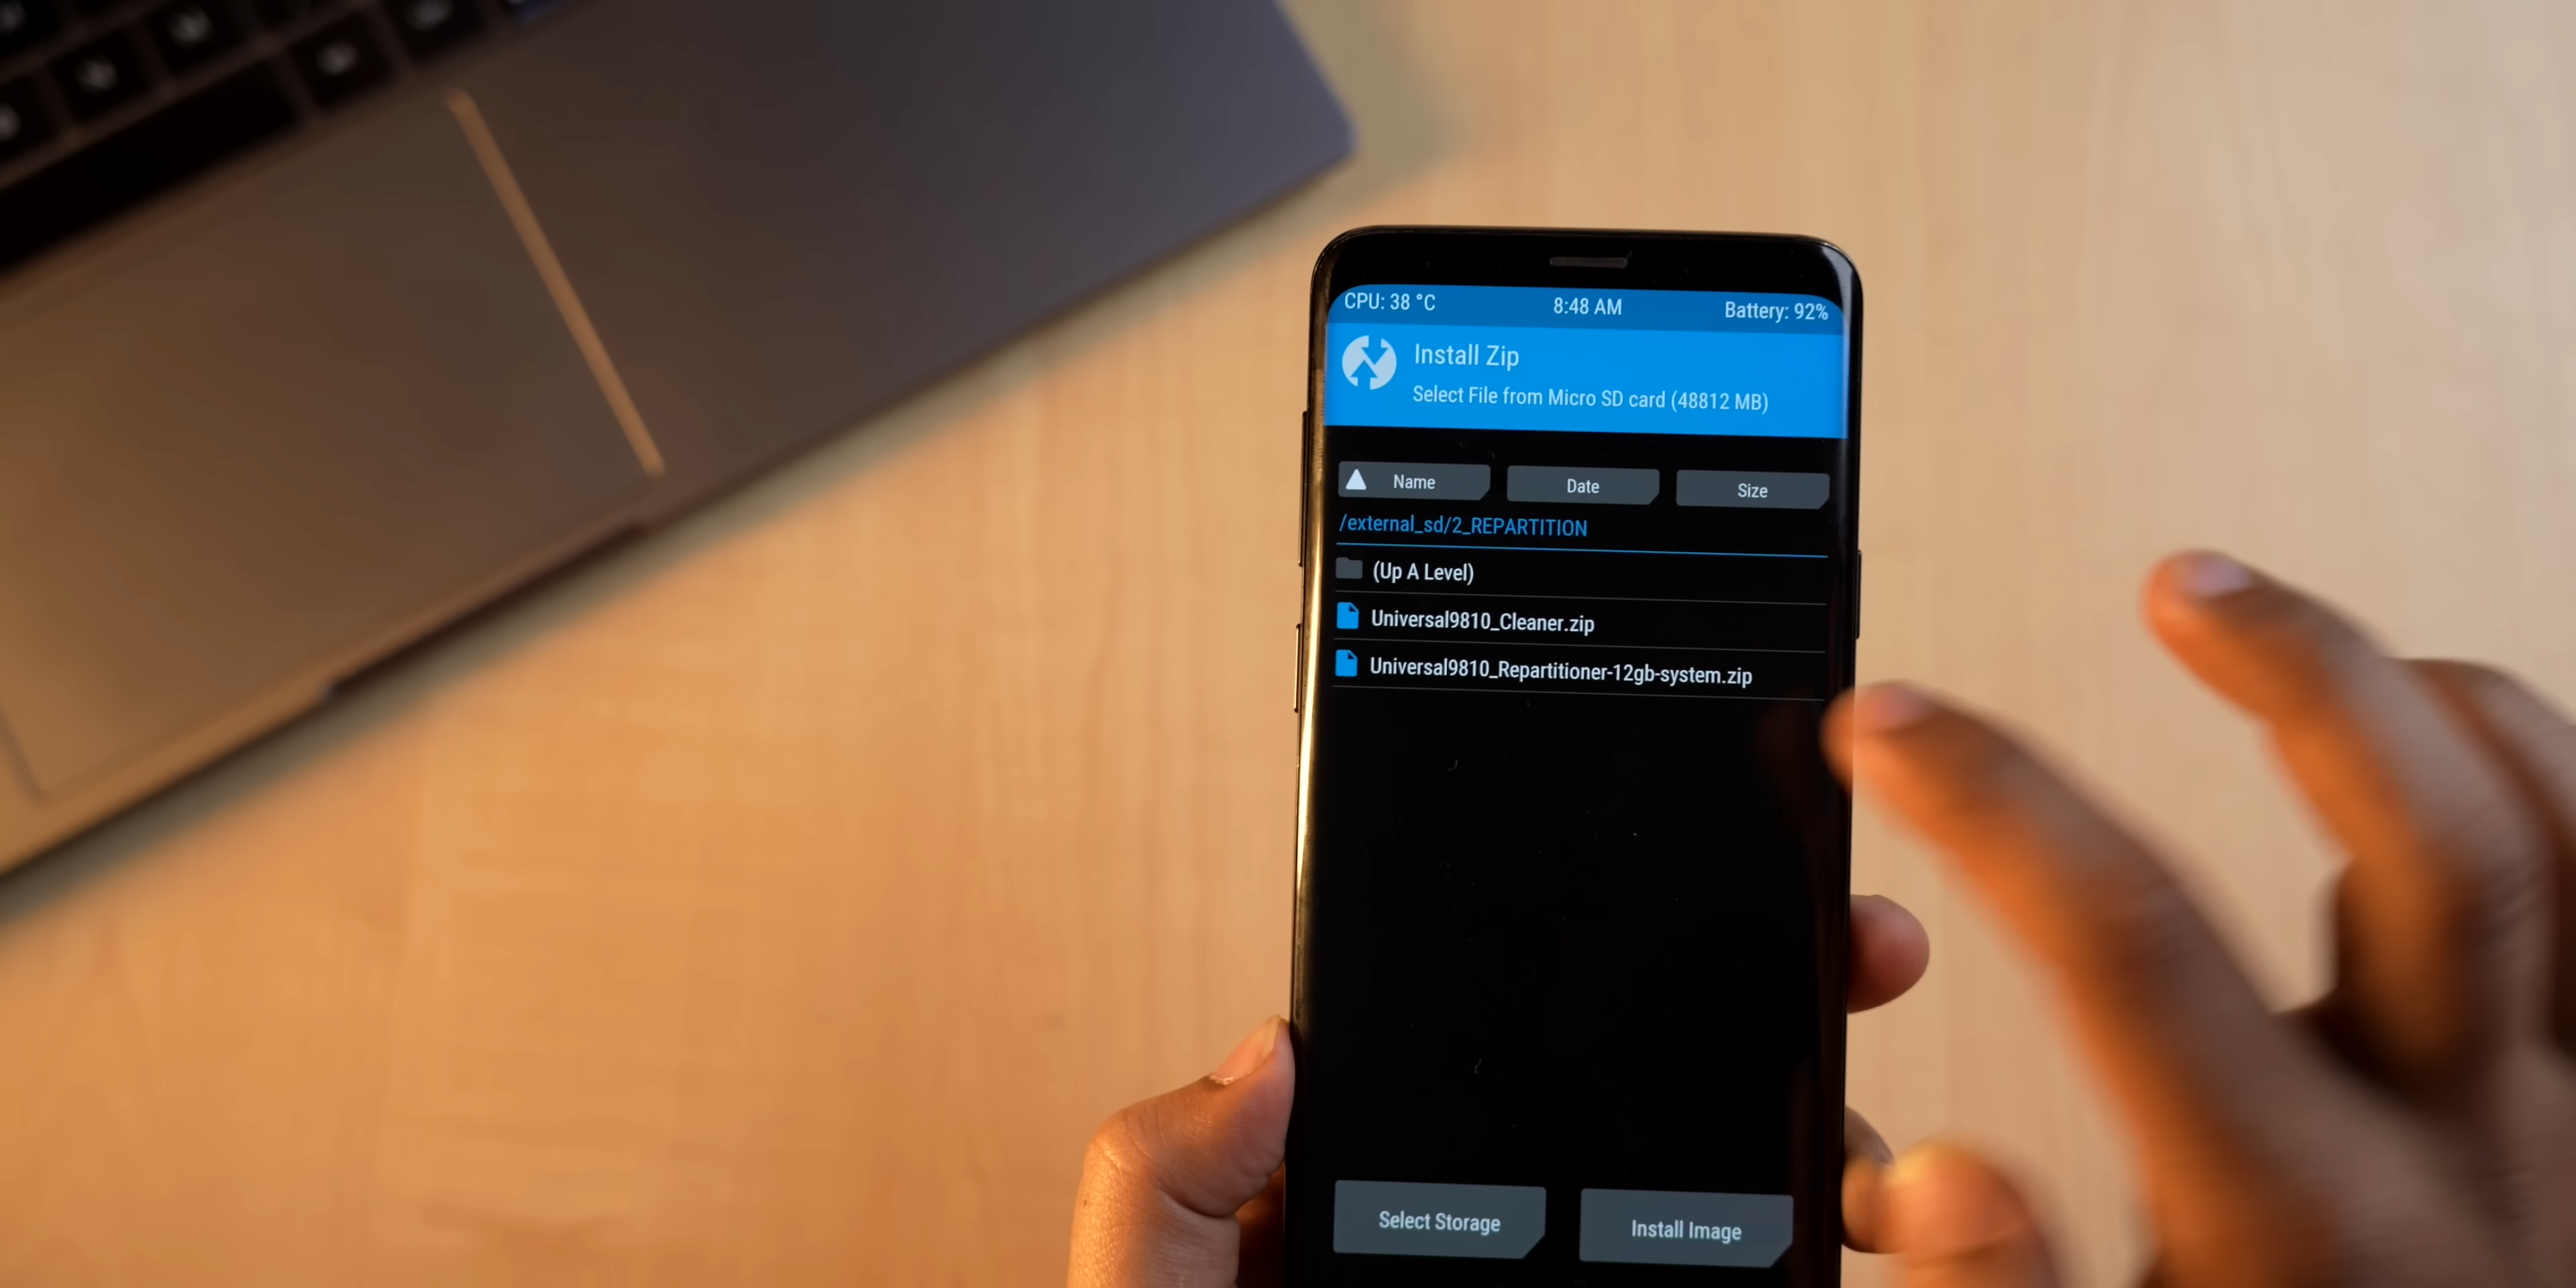 CPU: 38 °C 8:48 AM Battery: 92%
Install Zip
Select File from Micro SD card (48812 MB)
Name Date Size
/external_sd/2_REPARTITION
(Up A Level)
Universal9810_Cleaner.zip
Universal9810_Repartitioner-12gb-system.zip
Select Storage Install Image